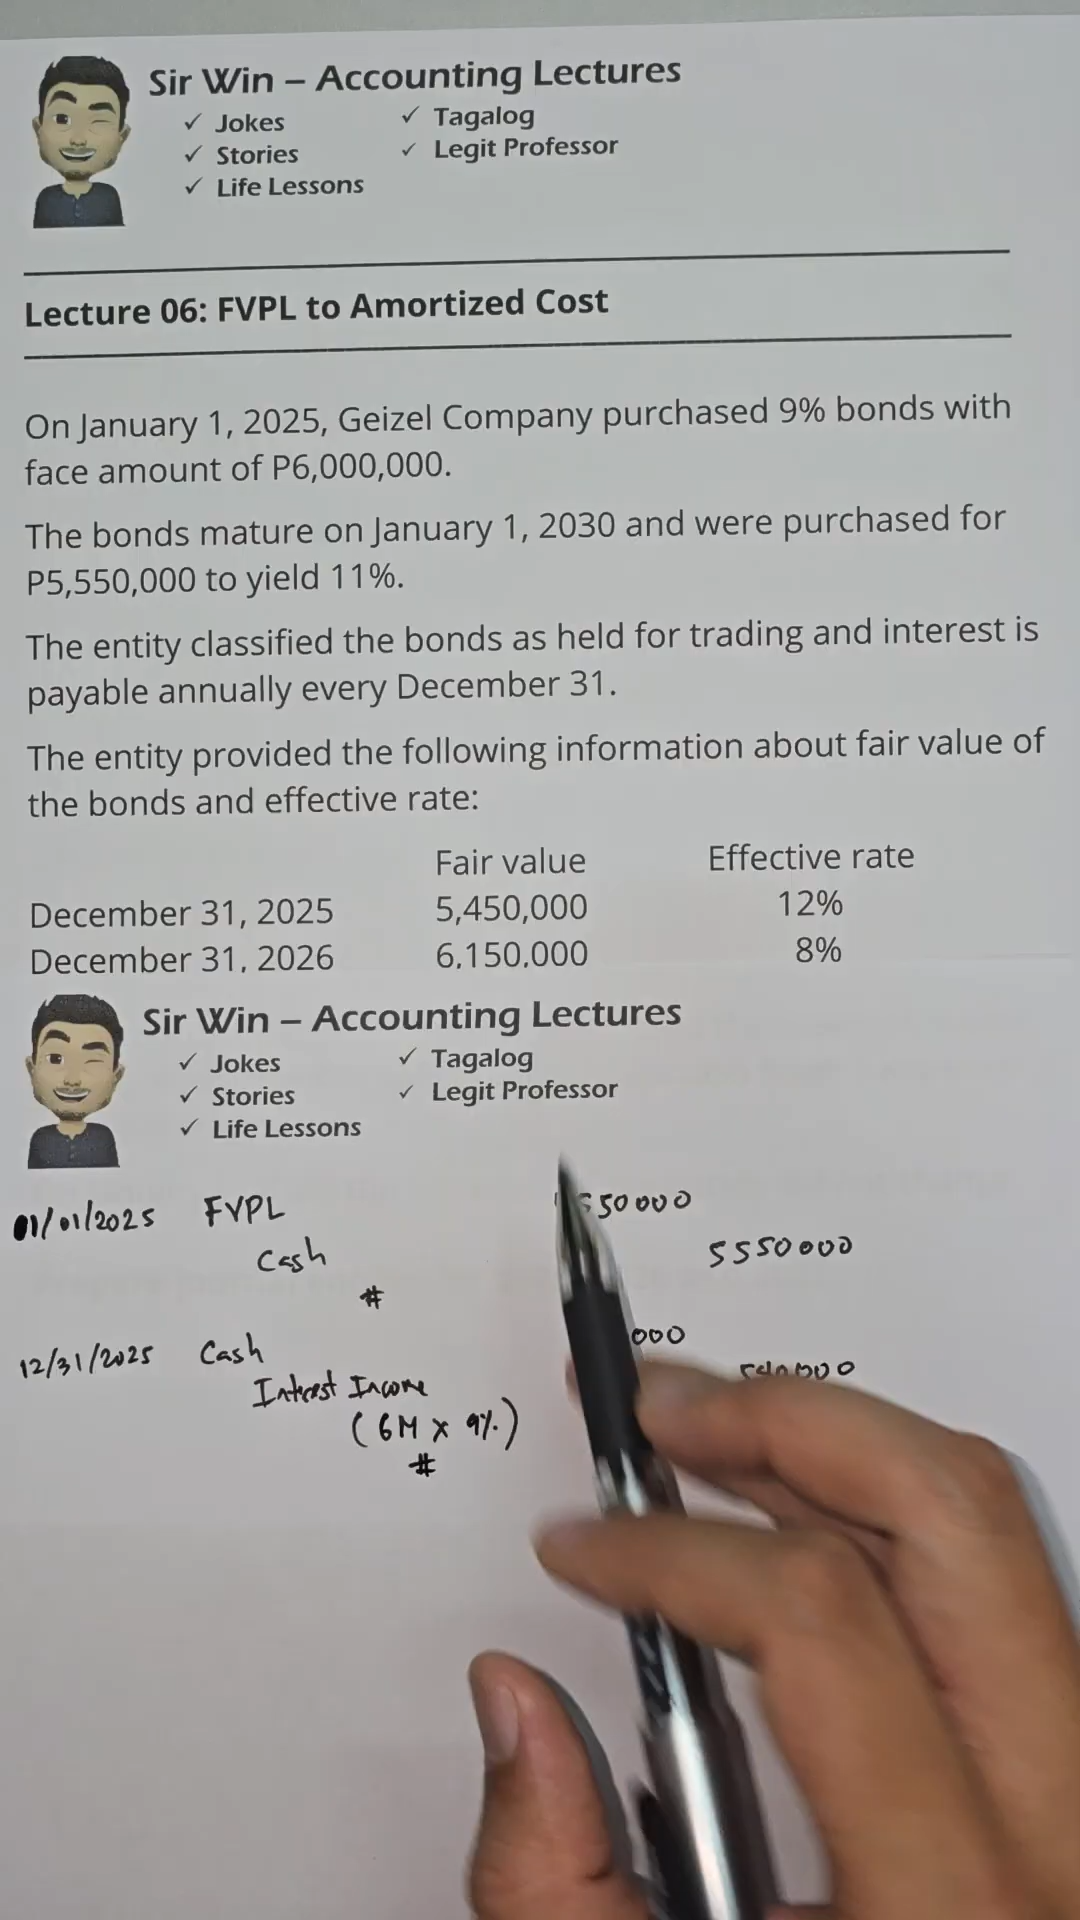 Sir Win – Accounting Lectures
✓ Jokes ✓ Tagalog
✓ Stories ✓ Legit Professor
✓ Life Lessons
Lecture 06: FVPL to Amortized Cost
On January 1, 2025, Geizel Company purchased 9% bonds with
face amount of P6,000,000.
The bonds mature on January 1, 2030 and were purchased for
P5,550,000 to yield 11%.
The entity classified the bonds as held for trading and interest is
payable annually every December 31.
The entity provided the following information about fair value of
the bonds and effective rate:
Fair value Effective rate
December 31, 2025 5,450,000 12%
December 31, 2026 6,150,000 8%
Sir Win – Accounting Lectures
✓ Jokes ✓ Tagalog
✓ Stories ✓ Legit Professor
✓ Life Lessons
01/01/2025 FVPL 50000
Cash 5550000
#
12/31/2025 Cash 000
Interest Income 540000
(6M x 9%)
#